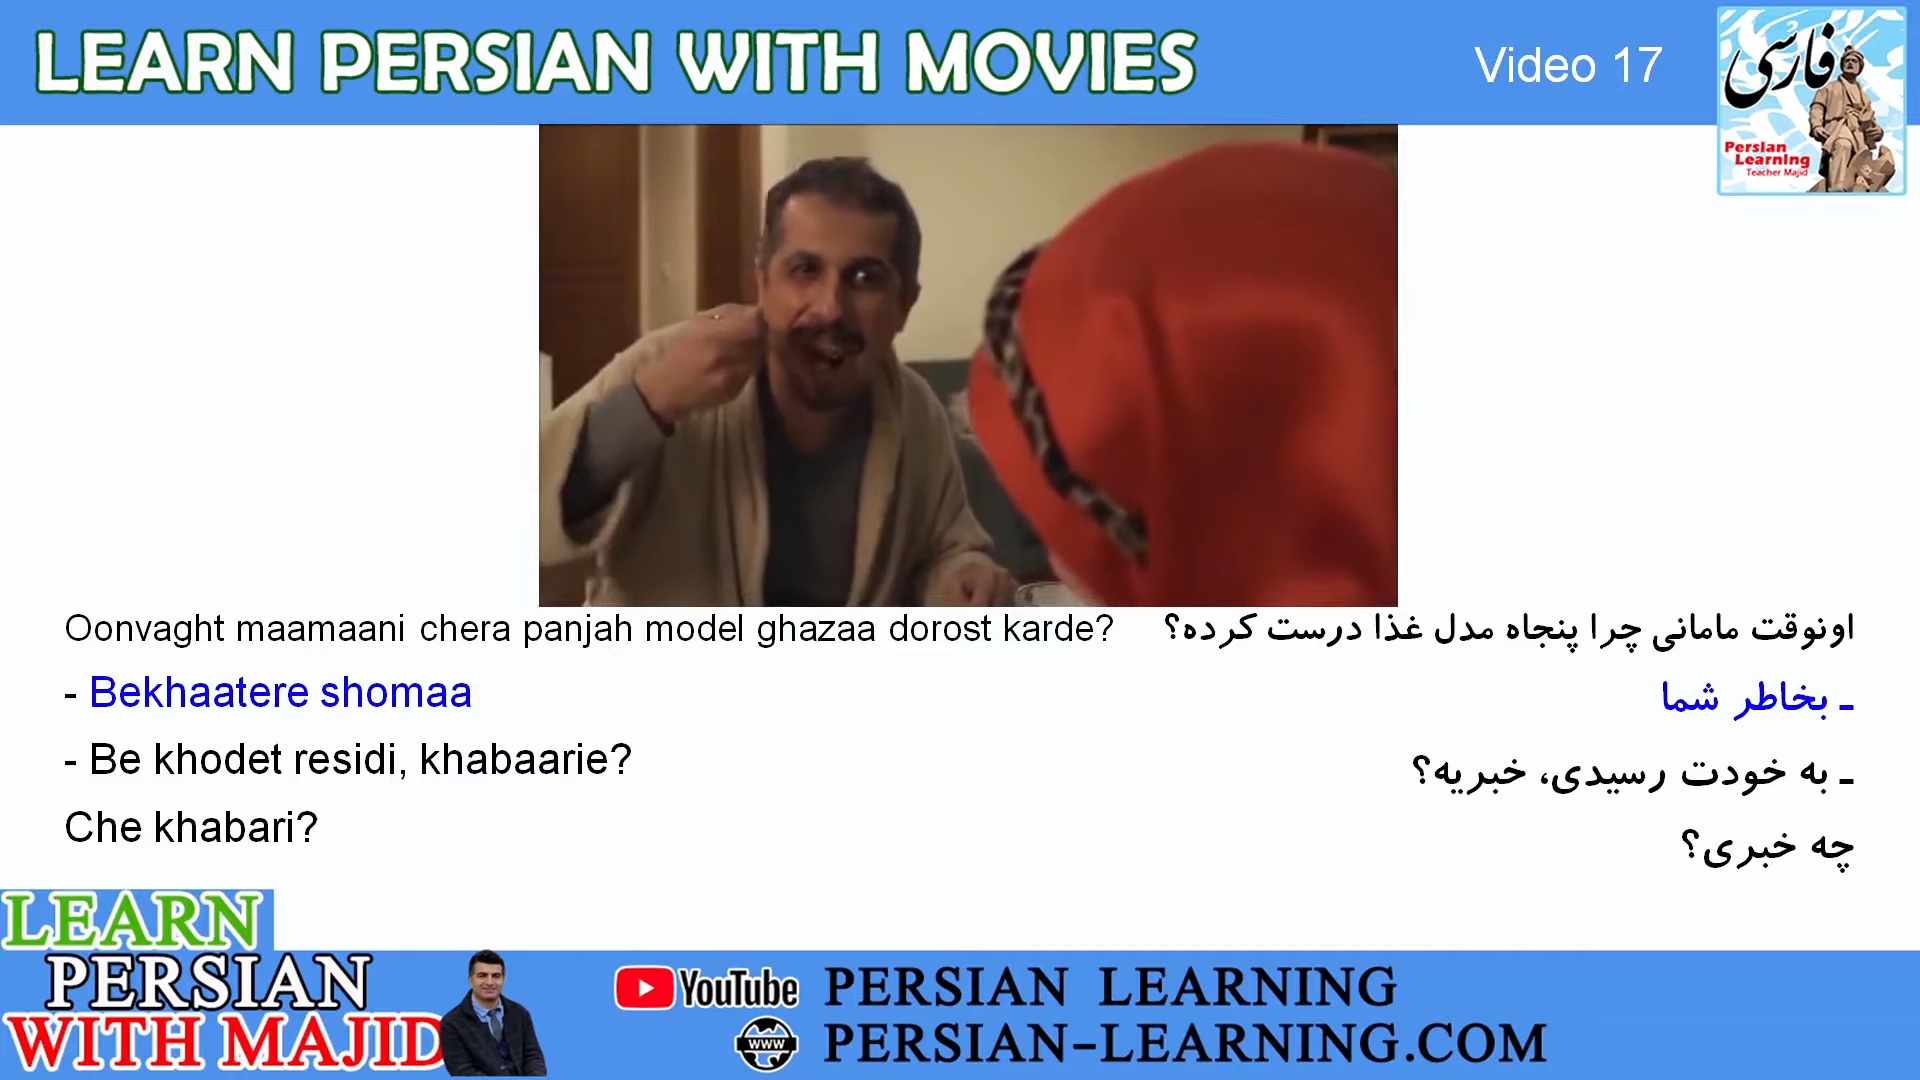 LEARN PERSIAN WITH MOVIES
Video 17
فارسی
Persian
Learning
Teacher Majid
Oonvaght maamaani chera panjah model ghazaa dorost karde?
اونوقت مامانی چرا پنجاه مدل غذا درست کرده؟
- Bekhaatere shomaa
ـ بخاطر شما
- Be khodet residi, khabaarie?
ـ به خودت رسیدی، خبریه؟
Che khabari?
چه خبری؟
LEARN
PERSIAN
WITH MAJID
YouTube PERSIAN LEARNING
WWW PERSIAN-LEARNING.COM